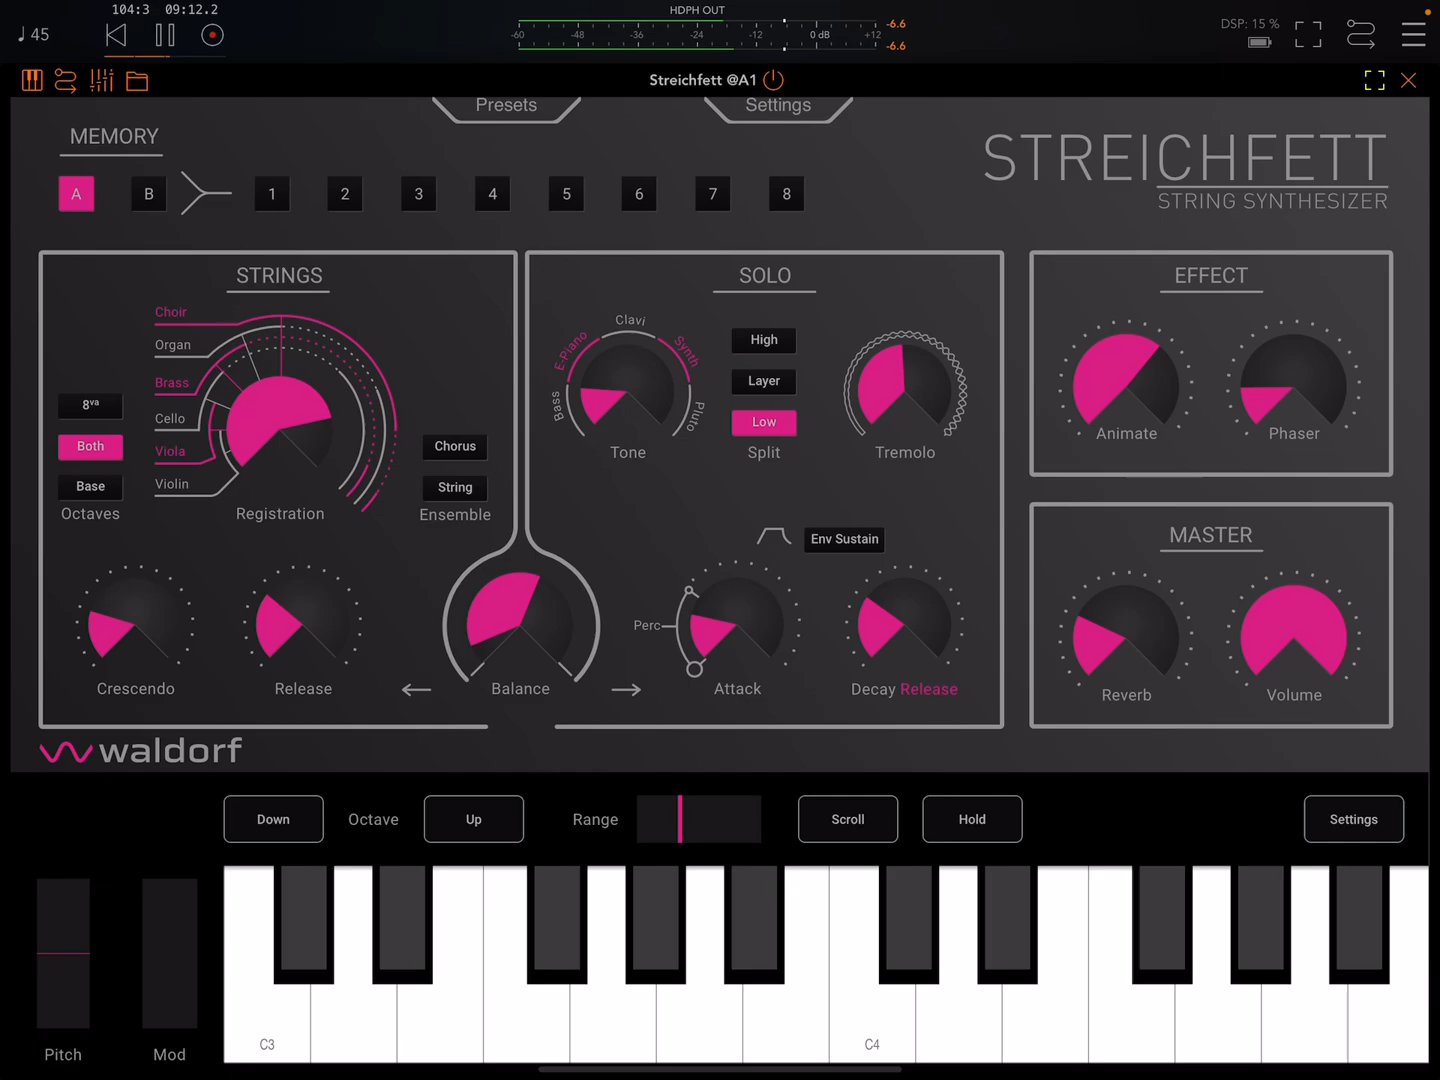 104:3 09:12.2
♩ 45
HDPH OUT
-60 -48 -36 -24 -12 0 dB +12
-6.6
-6.6
DSP: 15 %
Streichfett @A1
Presets
Settings
MEMORY
A B 1 2 3 4 5 6 7 8
STREICHFETT
STRING SYNTHESIZER
STRINGS
Choir
Organ
Brass
Cello
Viola
Violin
8va
Both
Base
Octaves
Registration
Chorus
String
Ensemble
Crescendo
Release
Balance
SOLO
Bass
E-Piano
Clavi
Synth
Pluto
Tone
High
Layer
Low
Split
Tremolo
Env Sustain
Perc
Attack
Decay Release
EFFECT
Animate
Phaser
MASTER
Reverb
Volume
waldorf
Down
Octave
Up
Range
Scroll
Hold
Settings
C3
C4
Pitch
Mod